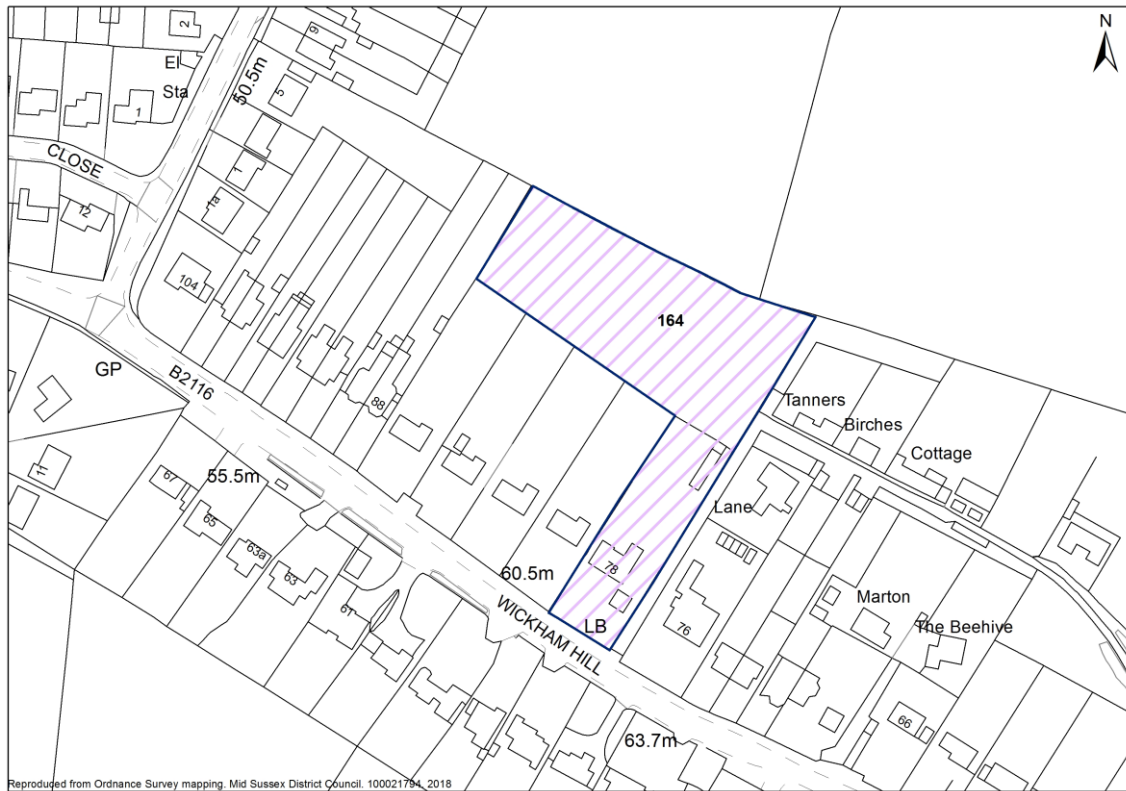 N
2
9
El
Sta
50.5m
5
1
CLOSE
1
1a
12
104
164
GP
B2116
88
Tanners
Birches
Cottage
11
67
55.5m
65
Lane
63a
63
60.5m
78
61
WICKHAM HILL
LB
76
Marton
The Beehive
66
63.7m
Reproduced from Ordnance Survey mapping. Mid Sussex District Council. 100021794, 2018